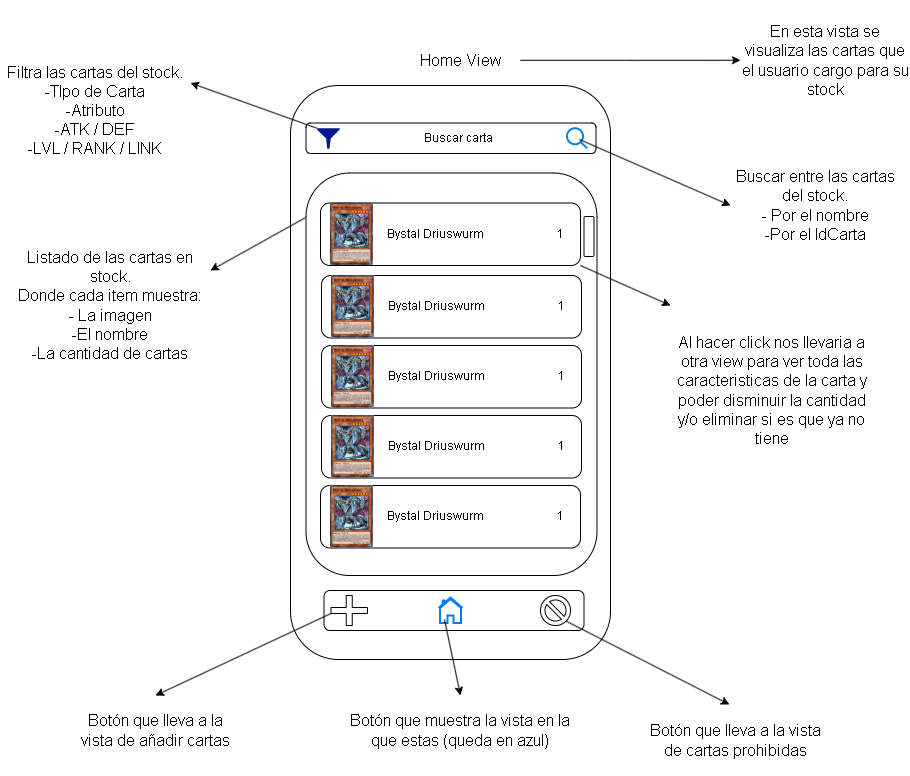 Home View
En esta vista se
visualiza las cartas que
el usuario cargo para su
stock
Filtra las cartas del stock.
-TIpo de Carta
-Atributo
-ATK / DEF
-LVL / RANK / LINK
Buscar carta
Buscar entre las cartas
del stock.
- Por el nombre
-Por el IdCarta
Listado de las cartas en
stock.
Donde cada item muestra:
- La imagen
-El nombre
-La cantidad de cartas
Bystal Driuswurm 1
Bystal Driuswurm 1
Bystal Driuswurm 1
Bystal Driuswurm 1
Bystal Driuswurm 1
Al hacer click nos llevaria a
otra view para ver toda las
caracteristicas de la carta y
poder disminuir la cantidad
y/o eliminar si es que ya no
tiene
Botón que lleva a la
vista de añadir cartas
Botón que muestra la vista en la
que estas (queda en azul)
Botón que lleva a la vista
de cartas prohibidas